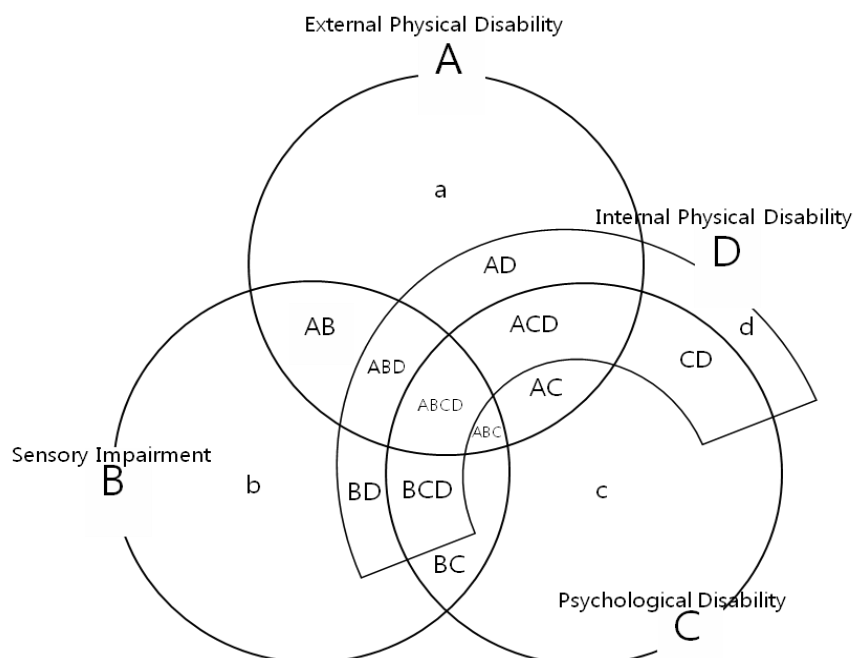 External Physical Disability
A
a
Internal Physical Disability
D
AD
d
AB
ACD
CD
ABD
AC
ABCD
ABC
Sensory Impairment
B
b
BD
BCD
c
BC
Psychological Disability
C